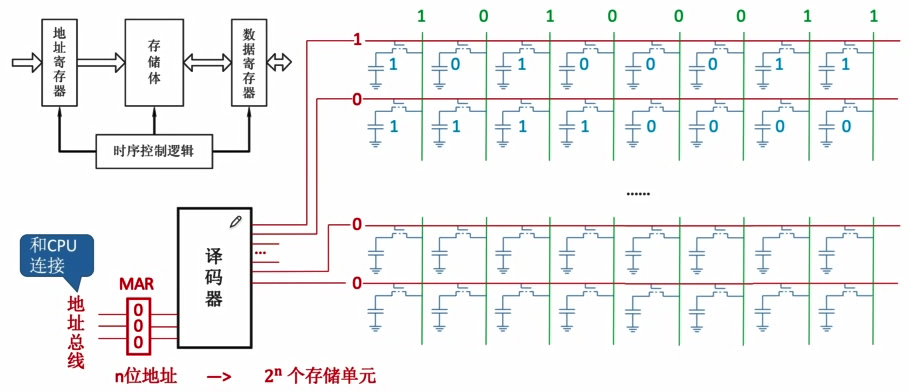 地址寄存器
存储体
数据寄存器
时序控制逻辑
1 0 1 0 0 0 1 1
1
1 0 1 0 0 0 1 1
0
1 1 1 1 0 0 0 0
......
0
0
译码器
...
和CPU
连接
地址总线
MAR
0
0
0
n位地址 —> 2ⁿ 个存储单元